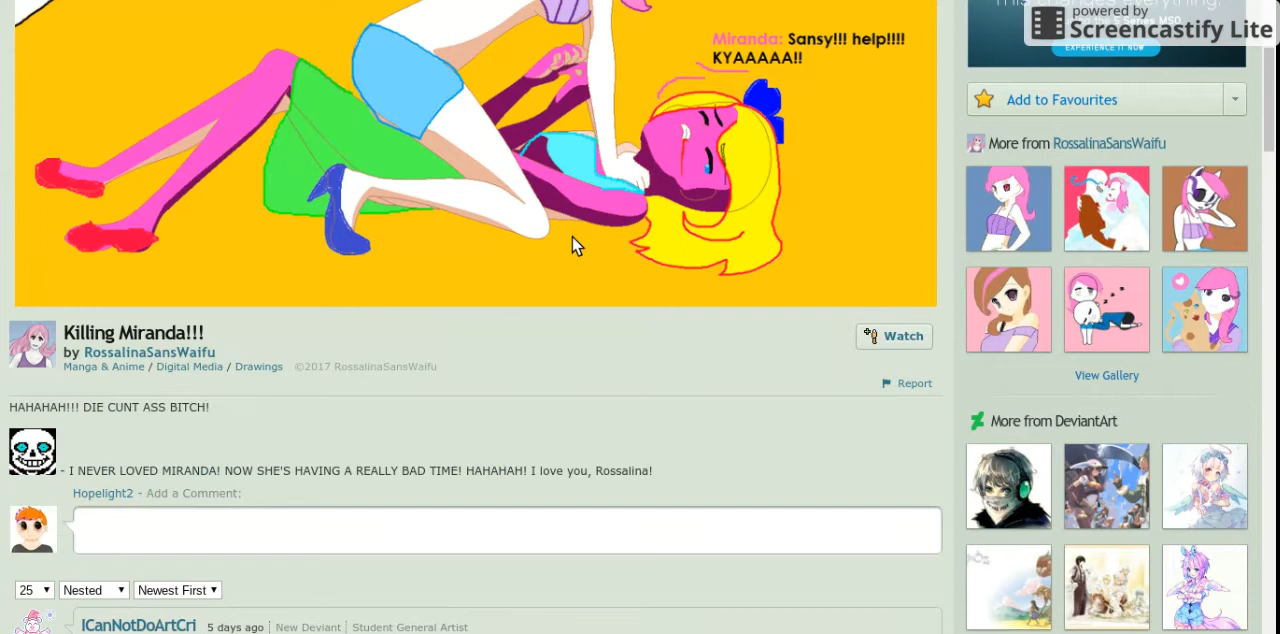 powered by
Screencastify Lite
EXPERIENCE IT NOW
Miranda: Sansy!!! help!!!!
KYAAAAA!!
Add to Favourites
More from RossalinaSansWaifu
View Gallery
Killing Miranda!!!
by RossalinaSansWaifu
Manga & Anime / Digital Media / Drawings ©2017 RossalinaSansWaifu
Watch
Report
HAHAHAH!!! DIE CUNT ASS BITCH!
- I NEVER LOVED MIRANDA! NOW SHE'S HAVING A REALLY BAD TIME! HAHAHAH! I love you, Rossalina!
Hopelight2 - Add a Comment:
25 Nested Newest First
ICanNotDoArtCri 5 days ago New Deviant Student General Artist
More from DeviantArt